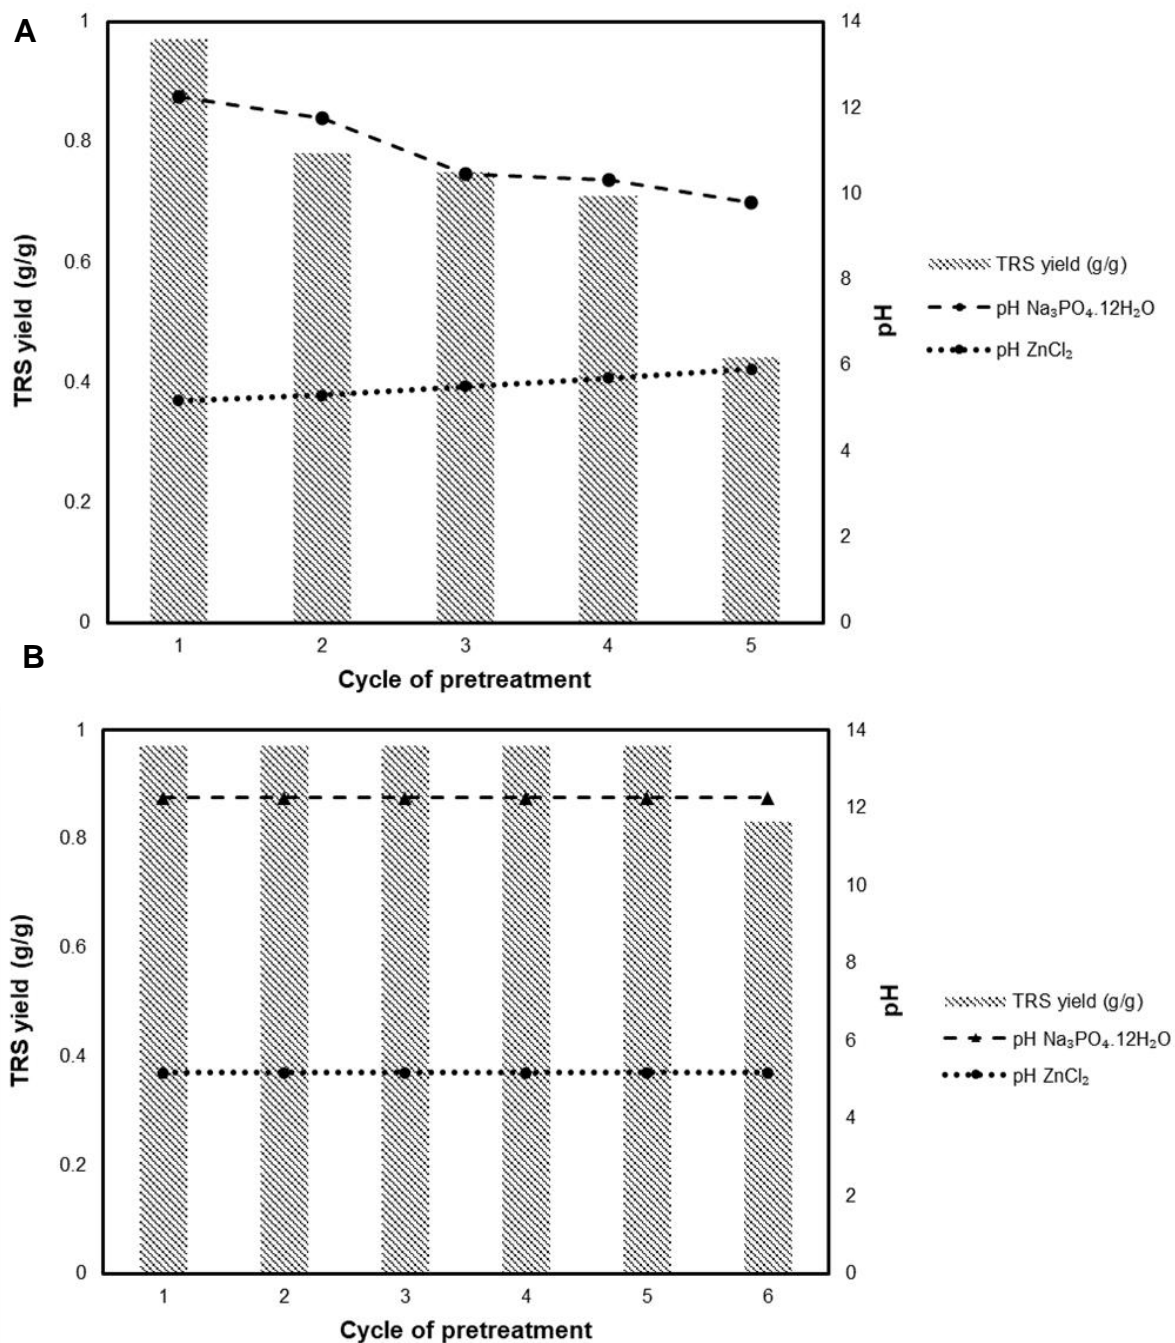 A
1
0.8
0.6
0.4
0.2
0
TRS yield (g/g)
14
12
10
8
6
4
2
0
pH
1 2 3 4 5
Cycle of pretreatment
TRS yield (g/g)
pH Na₃PO₄.12H₂O
pH ZnCl₂
B
1
0.8
0.6
0.4
0.2
0
TRS yield (g/g)
14
12
10
8
6
4
2
0
pH
1 2 3 4 5 6
Cycle of pretreatment
TRS yield (g/g)
pH Na₃PO₄.12H₂O
pH ZnCl₂